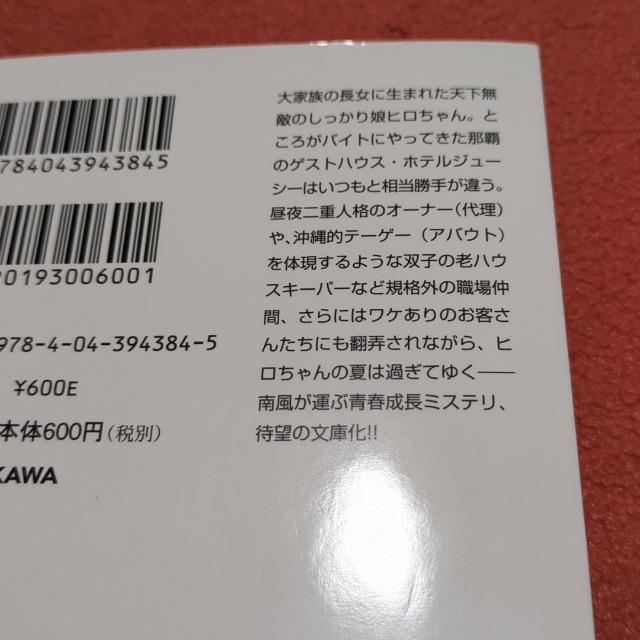 大家族の長女に生まれた天下無
敵のしっかり娘ヒロちゃん。と
ころがバイトにやってきた那覇
のゲストハウス・ホテルジュー
シーはいつもと相当勝手が違う。
昼夜二重人格のオーナー(代理)
や、沖縄的テーゲー(アバウト)
を体現するような双子の老ハウ
スキーパーなど規格外の職場仲
間、さらにはワケありのお客さ
んたちにも翻弄されながら、ヒ
ロちゃんの夏は過ぎてゆく——
南風が運ぶ青春成長ミステリ、
待望の文庫化!!
784043943845
0193006001
978-4-04-394384-5
¥600E
本体600円(税別)
KAWA